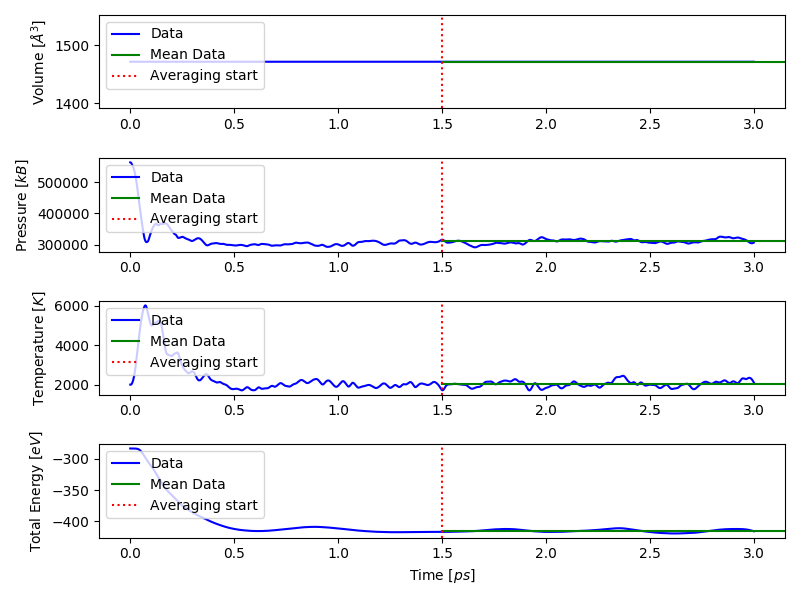 Volume [Å³]
1500
1400
Data
Mean Data
Averaging start
0.0 0.5 1.0 1.5 2.0 2.5 3.0
Pressure [kB]
500000
400000
300000
Data
Mean Data
Averaging start
0.0 0.5 1.0 1.5 2.0 2.5 3.0
Temperature [K]
6000
4000
2000
Data
Mean Data
Averaging start
0.0 0.5 1.0 1.5 2.0 2.5 3.0
Total Energy [eV]
−300
−350
−400
Data
Mean Data
Averaging start
0.0 0.5 1.0 1.5 2.0 2.5 3.0
Time [ps]